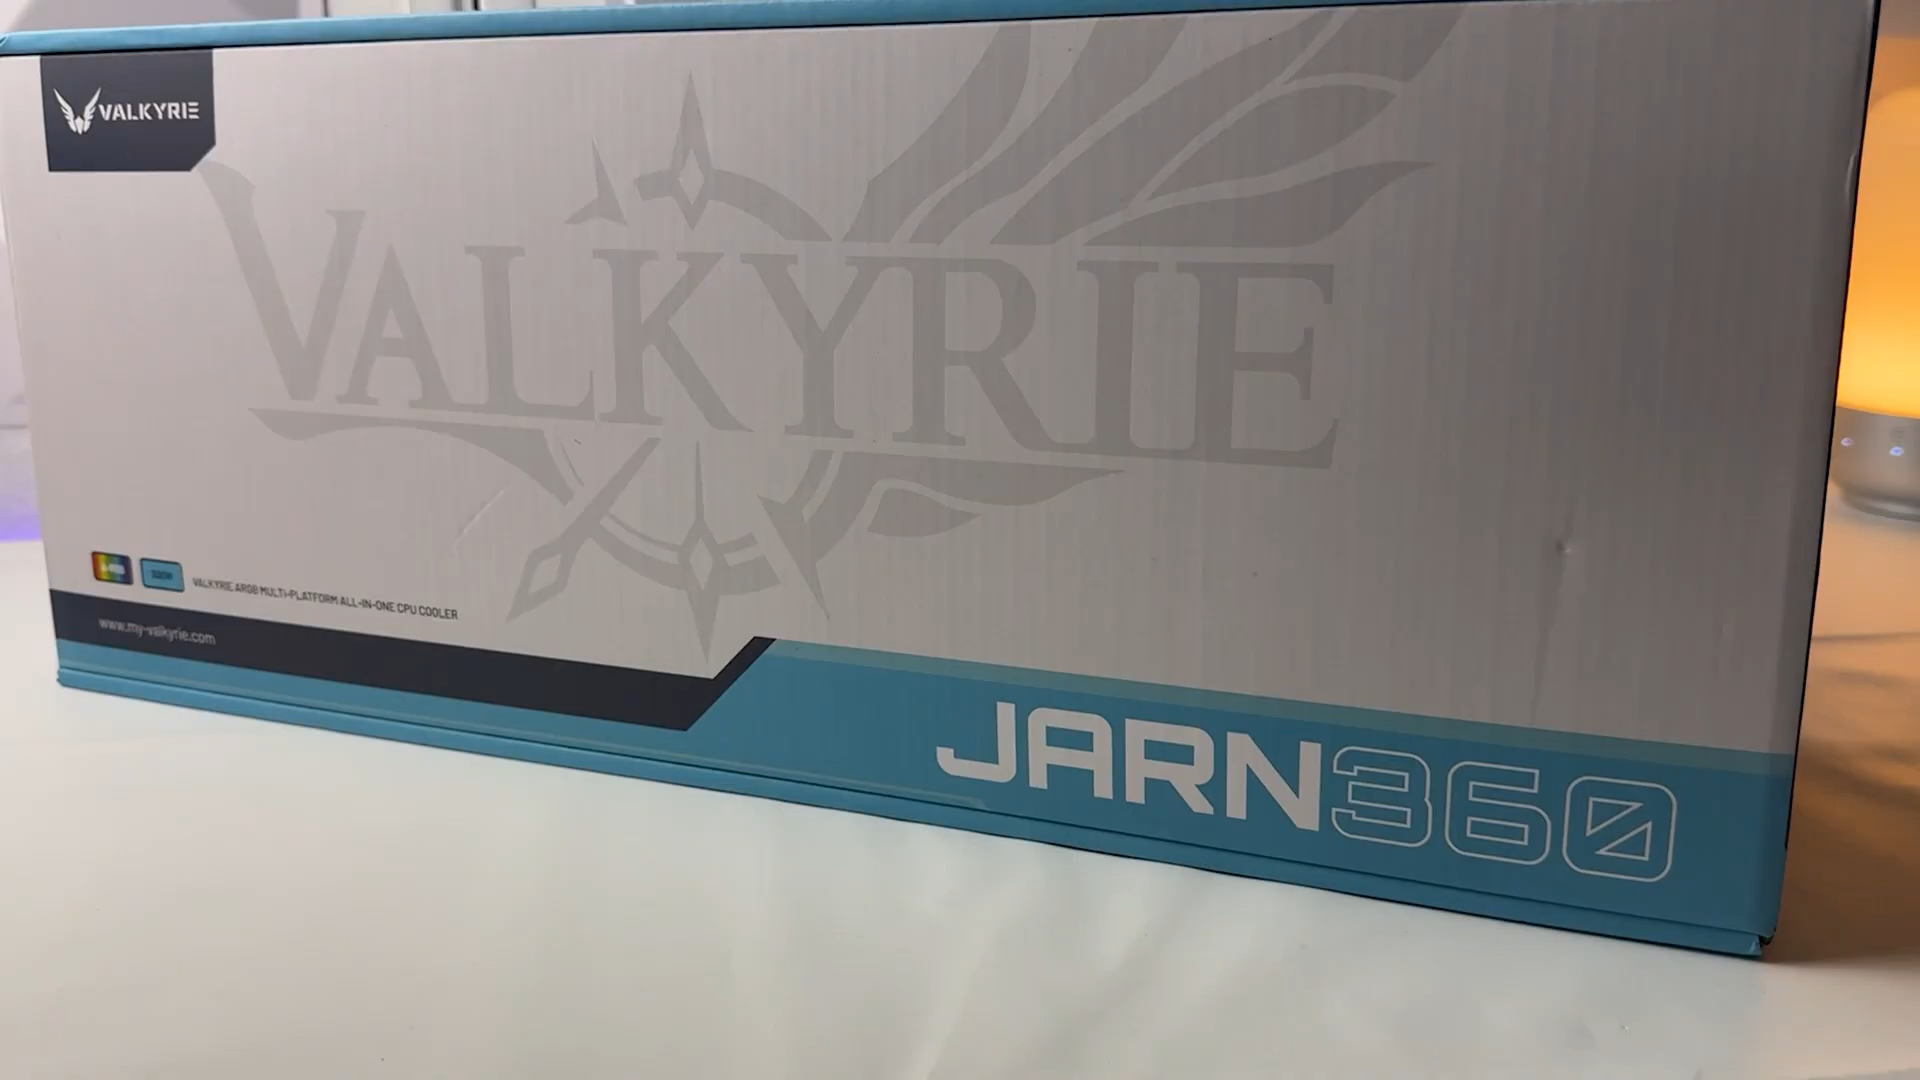 VALKYRIE
VALKYRIE
VALKYRIE ARGB MULTI-PLATFORM ALL-IN-ONE CPU COOLER
www.my-valkyrie.com
JARN360